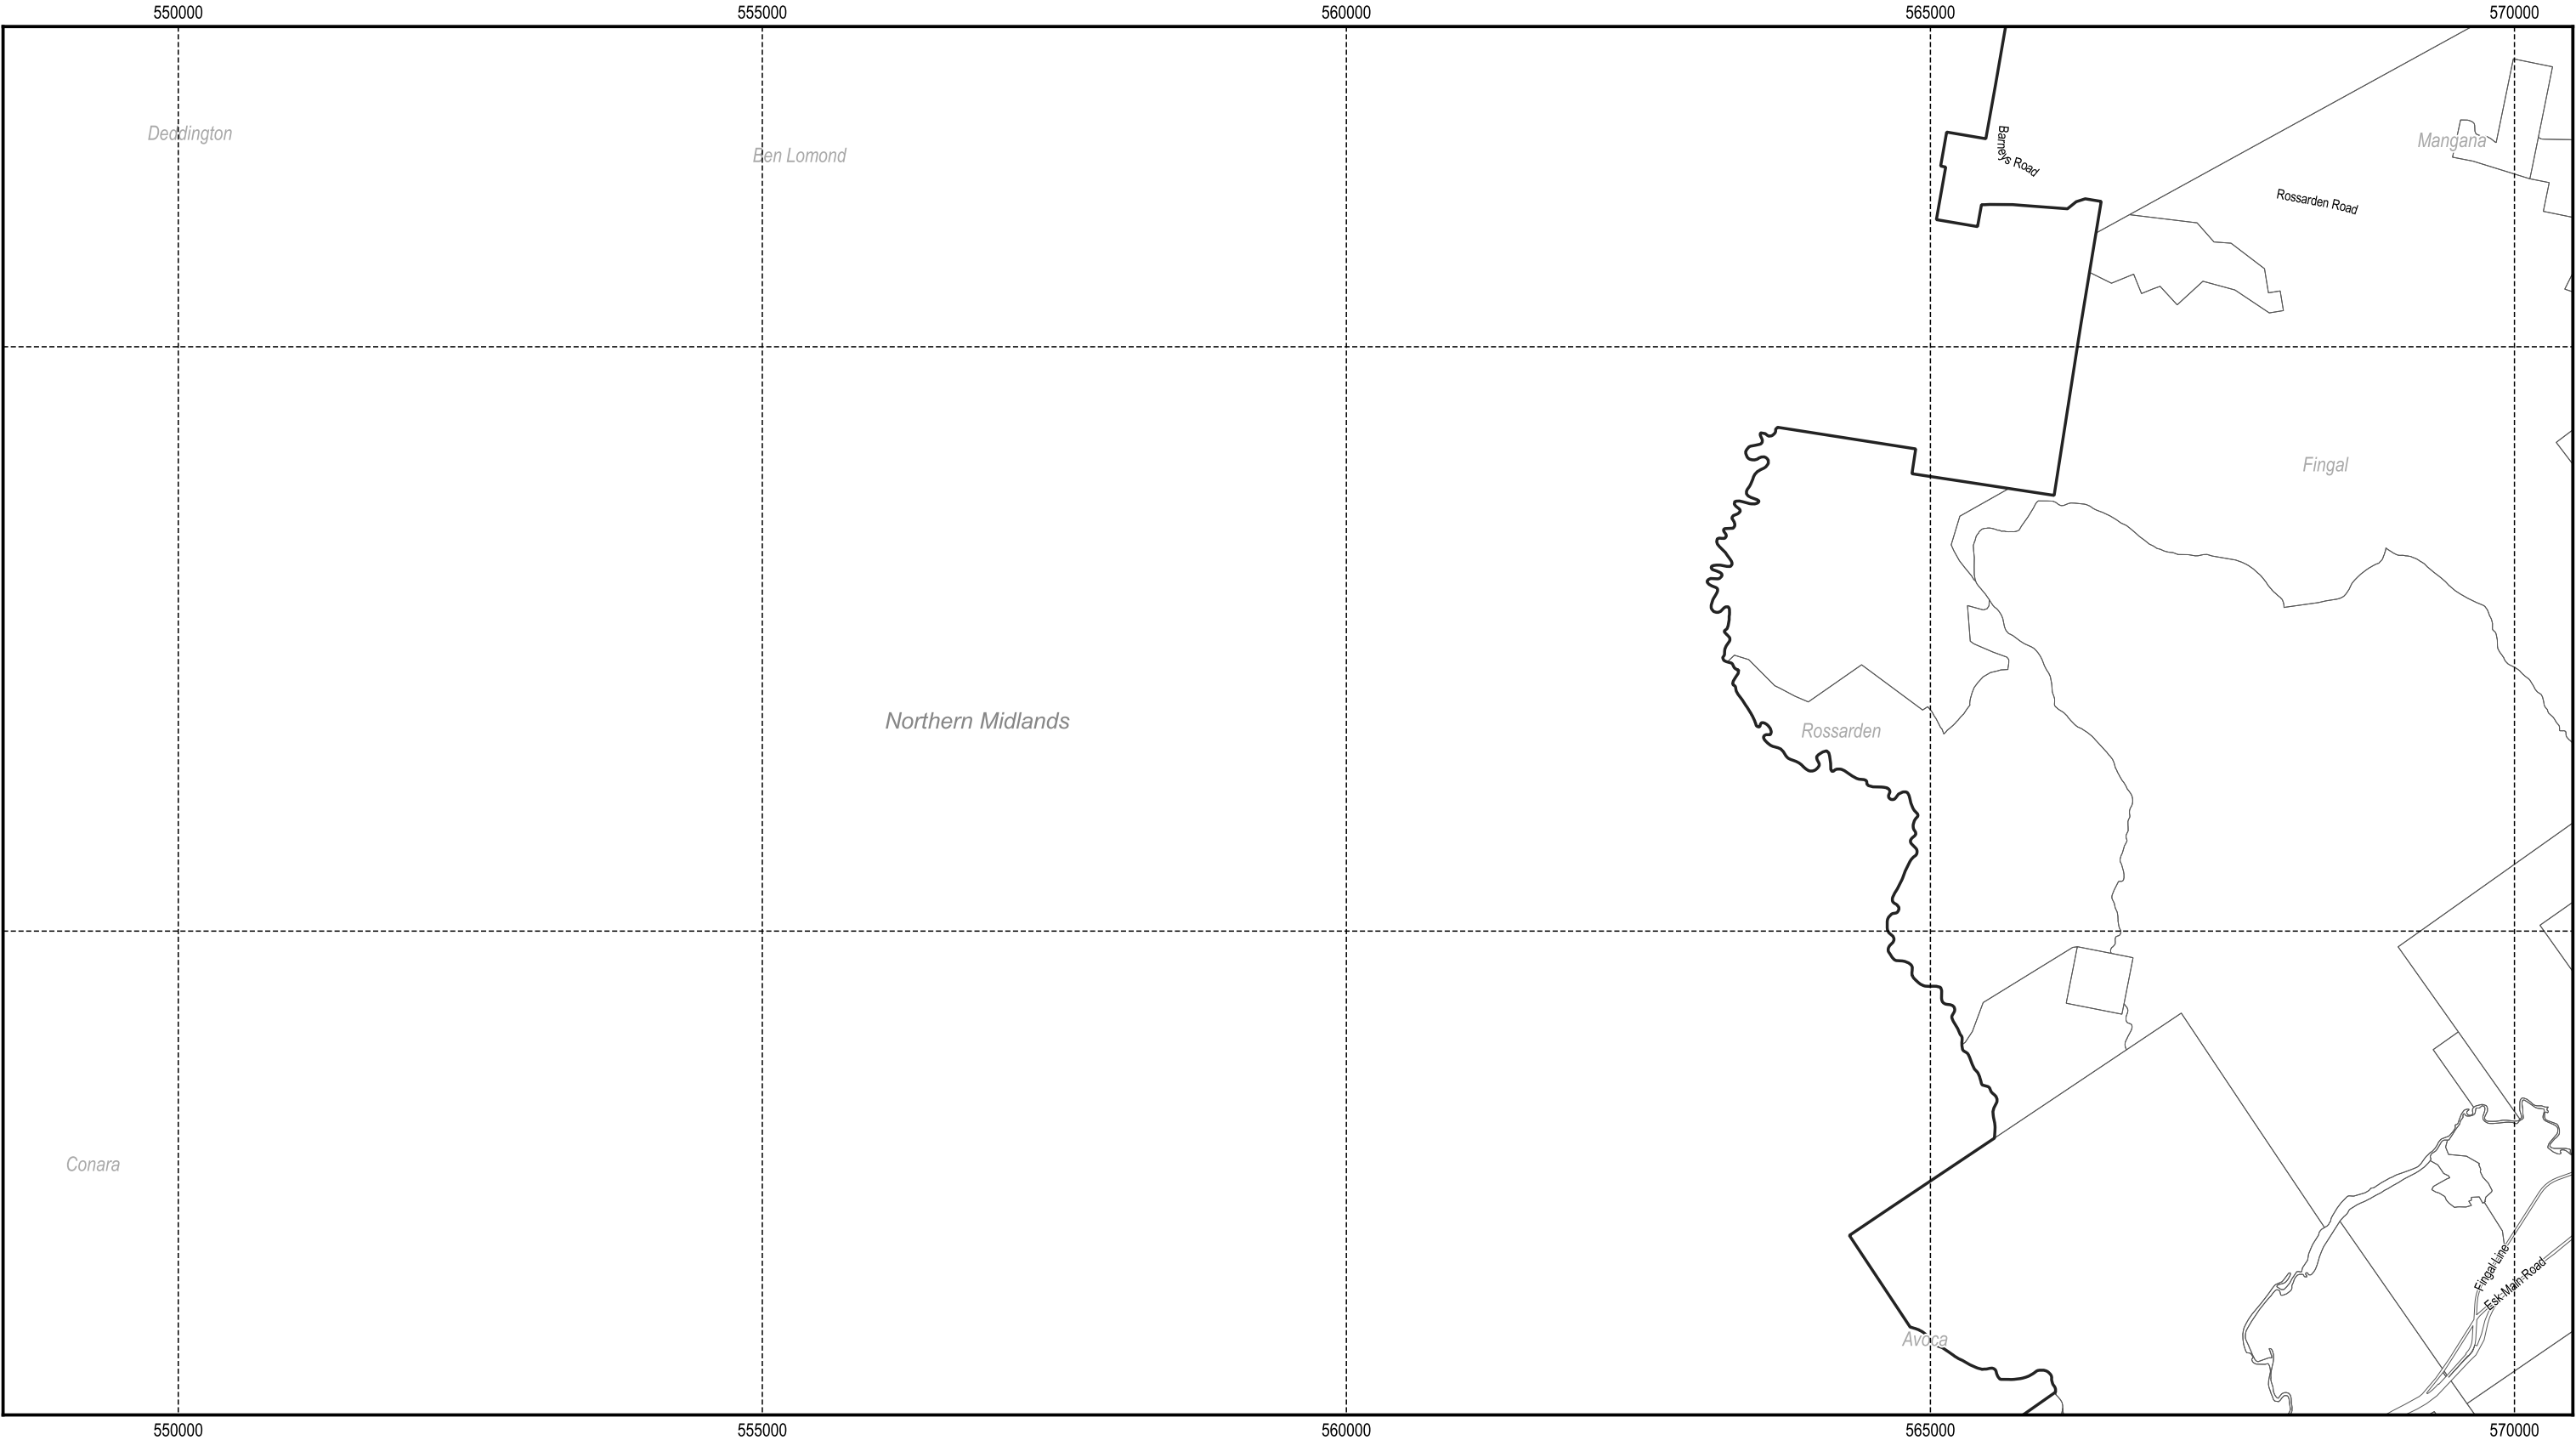 550000
555000
560000
565000
570000
Deddington
Ben Lomond
Barneys Road
Mangana
Rossarden Road
Fingal
Northern Midlands
Rossarden
Conara
Fingal Line
Esk Main Road
Avoca
550000
555000
560000
565000
570000